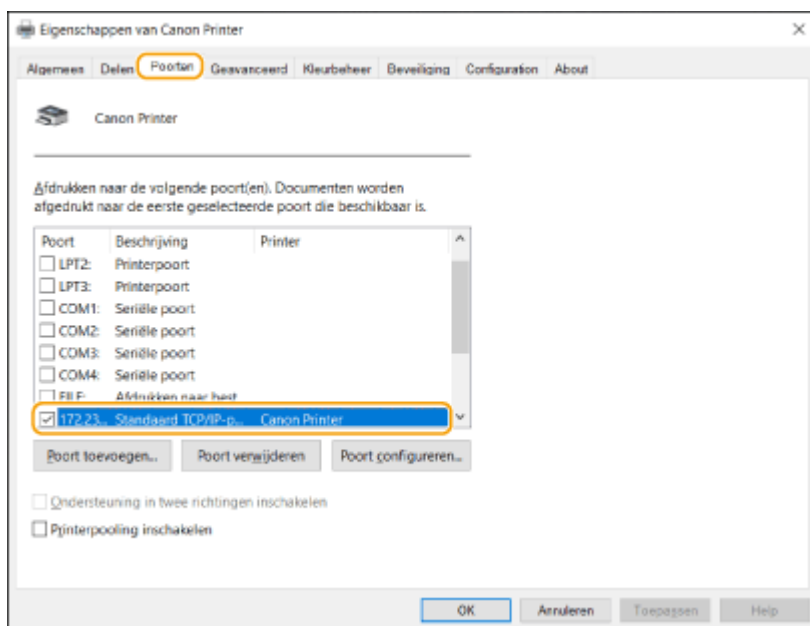 Eigenschappen van Canon Printer
Algemeen Delen Poorten Geavanceerd Kleurbeheer Beveiliging Configuration About
Canon Printer
Afdrukken naar de volgende poort(en). Documenten worden
afgedrukt naar de eerste geselecteerde poort die beschikbaar is.
Poort Beschrijving Printer
LPT2: Printerpoort
LPT3: Printerpoort
COM1: Seriële poort
COM2: Seriële poort
COM3: Seriële poort
COM4: Seriële poort
FILE: Afdrukken naar best
172.23... Standaard TCP/IP-p... Canon Printer
Poort toevoegen... Poort verwijderen Poort configureren...
Ondersteuning in twee richtingen inschakelen
Printerpooling inschakelen
OK Annuleren Toepassen Help